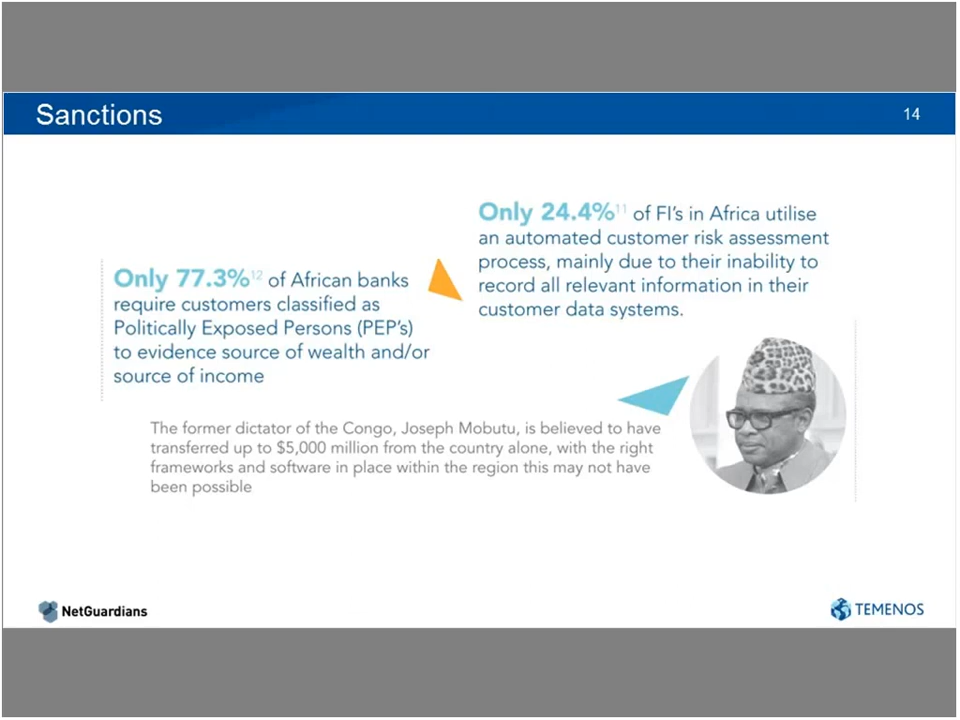 Sanctions
14
Only 24.4%11 of FI's in Africa utilise
an automated customer risk assessment
process, mainly due to their inability to
record all relevant information in their
customer data systems.
Only 77.3%12 of African banks
require customers classified as
Politically Exposed Persons (PEP's)
to evidence source of wealth and/or
source of income
The former dictator of the Congo, Joseph Mobutu, is believed to have
transferred up to $5,000 million from the country alone, with the right
frameworks and software in place within the region this may not have
been possible
NetGuardians
TEMENOS